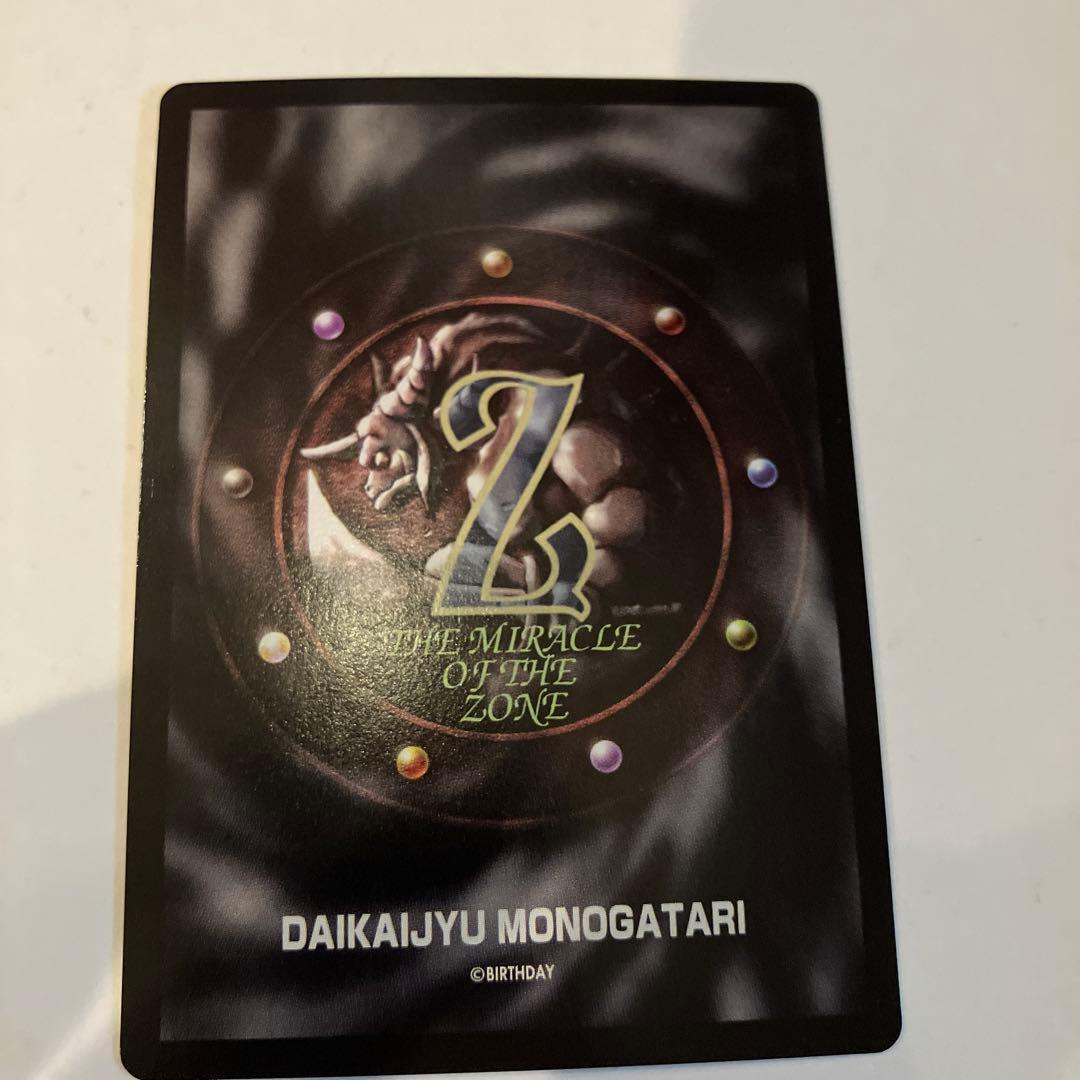 Z
THE MIRACLE
OF THE
ZONE
DAIKAIJYU MONOGATARI
©BIRTHDAY